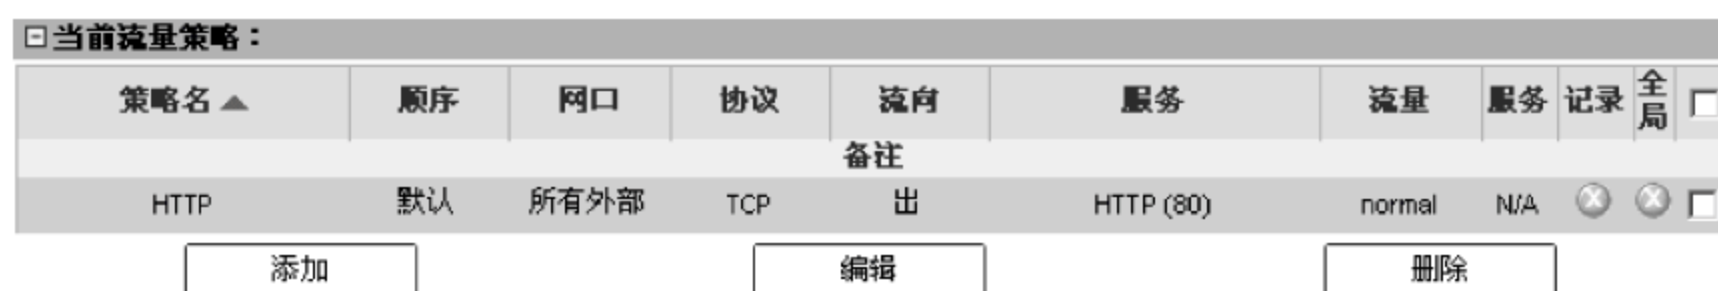 当前流量策略：
策略名 顺序 网口 协议 流向 服务 流量 服务 记录 全局
备注
HTTP 默认 所有外部 TCP 出 HTTP (80) normal N/A
添加 编辑 删除